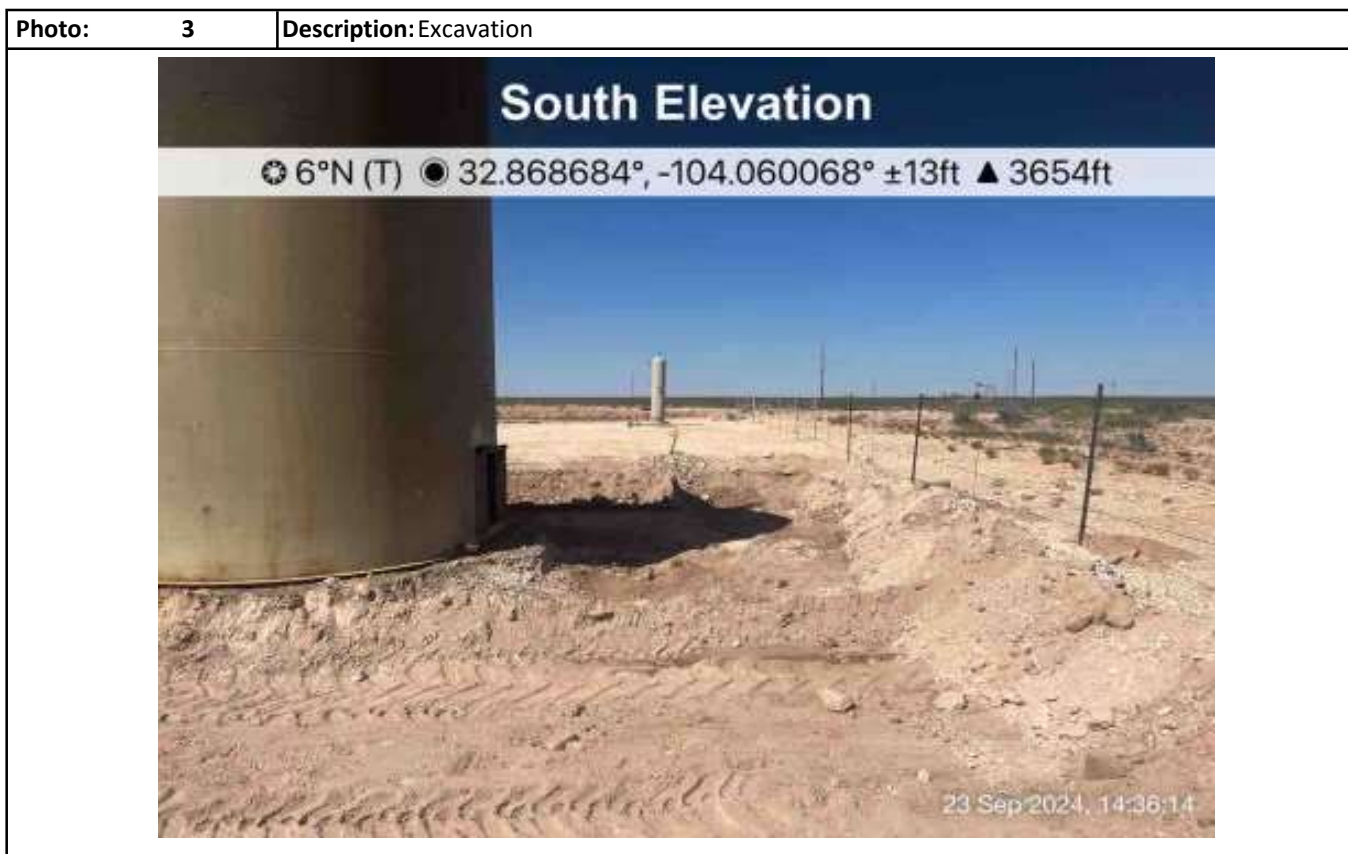 Photo: 3 Description: Excavation
South Elevation
6°N (T) 32.868684°, -104.060068° ±13ft ▲ 3654ft
23 Sep 2024, 14:36:14